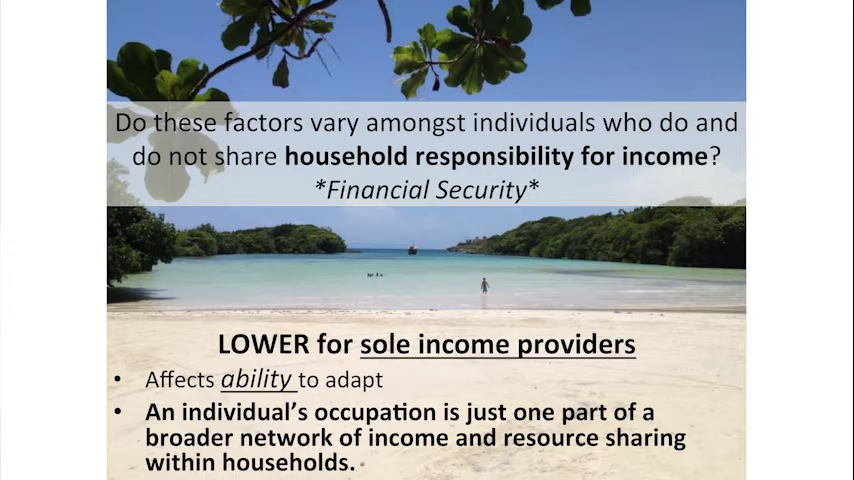 Do these factors vary amongst individuals who do and
do not share household responsibility for income?
*Financial Security*
LOWER for sole income providers
• Affects ability to adapt
• An individual's occupation is just one part of a
broader network of income and resource sharing
within households.